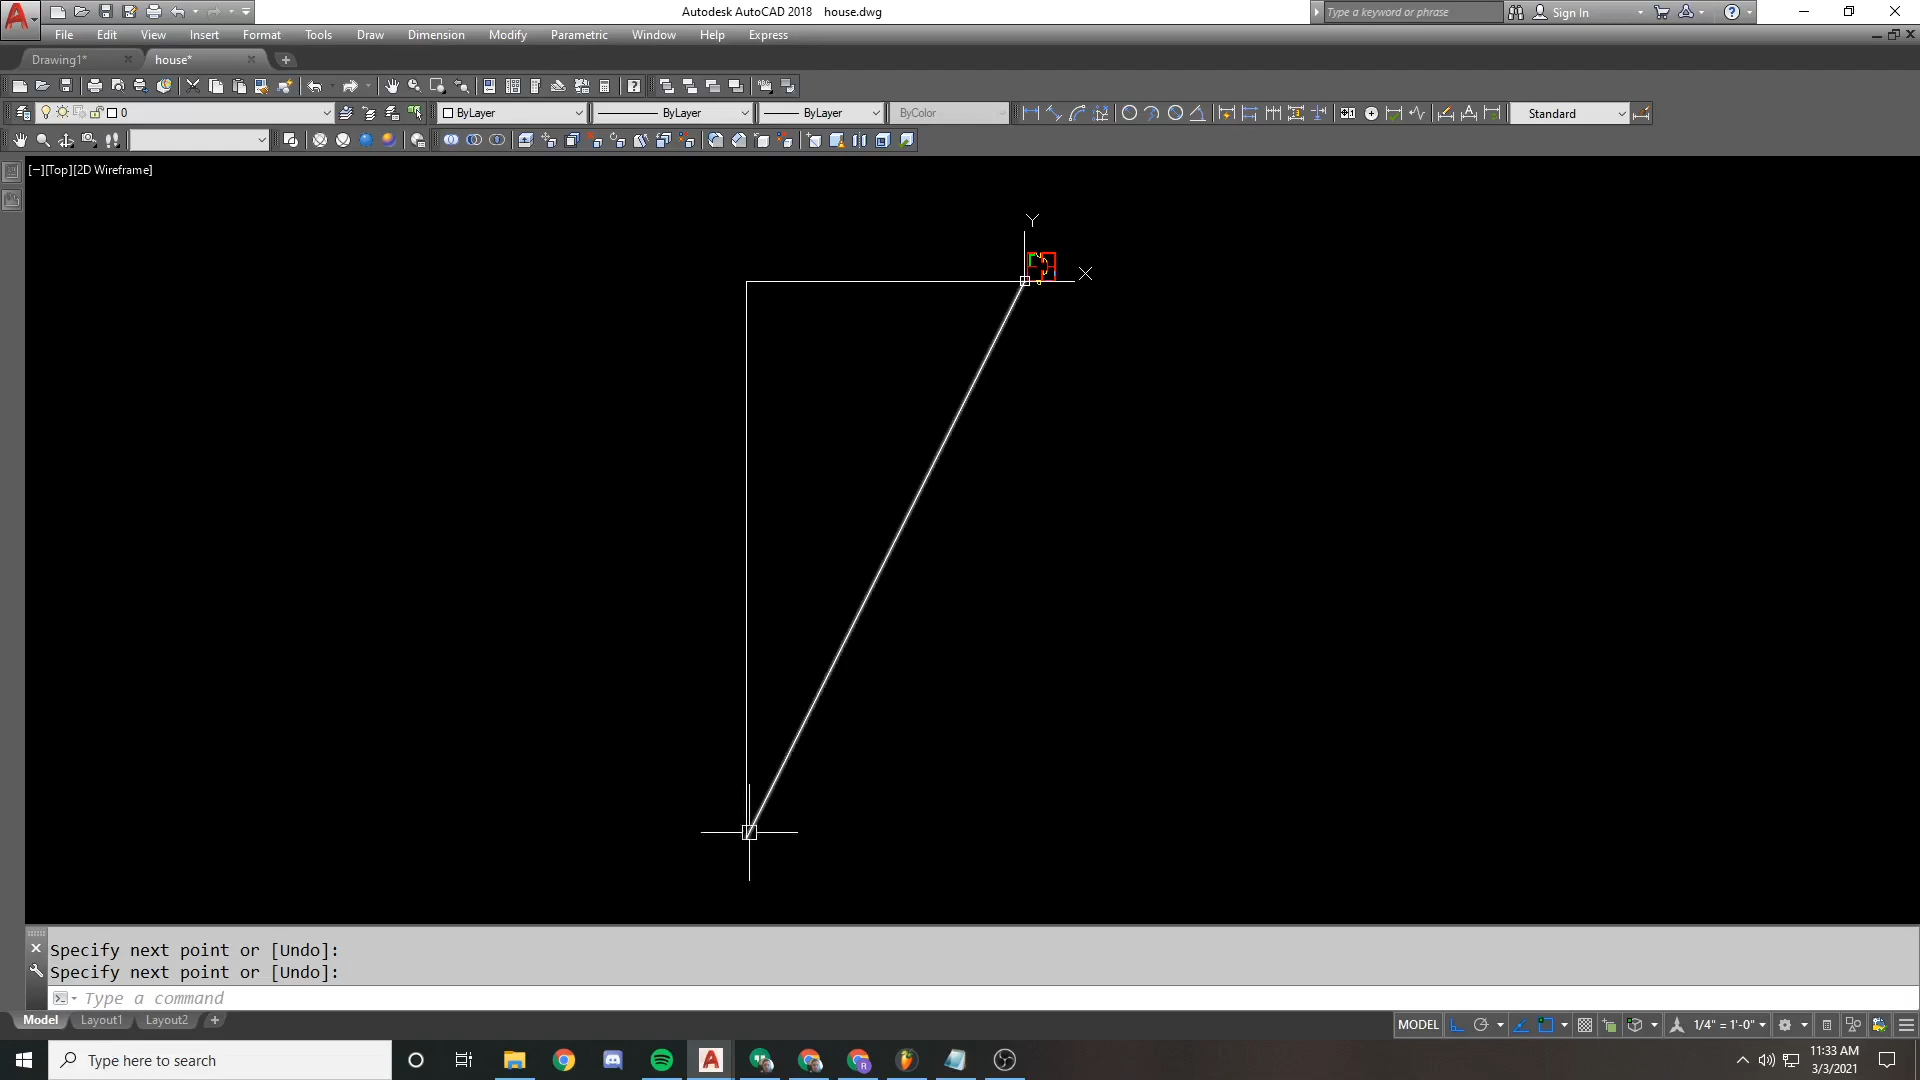 Autodesk AutoCAD 2018 house.dwg
Type a keyword or phrase
Sign In
File Edit View Insert Format Tools Draw Dimension Modify Parametric Window Help Express
Drawing1* house*
0 ByLayer ByLayer ByLayer ByColor Standard
[−][Top][2D Wireframe]
Y
X
Specify next point or [Undo]:
Specify next point or [Undo]:
Type a command
Model Layout1 Layout2 +
MODEL 1/4" = 1'-0"
Type here to search
11:33 AM
3/3/2021